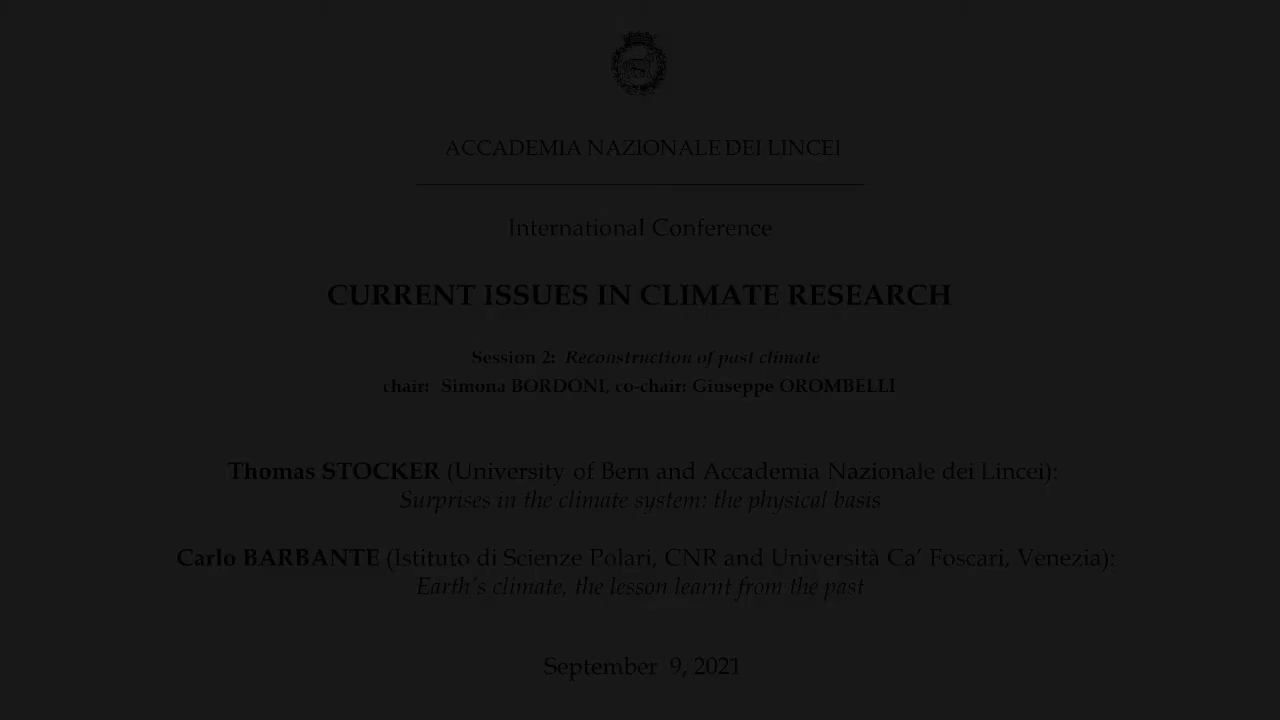 ACCADEMIA NAZIONALE DEI LINCEI
International Conference
CURRENT ISSUES IN CLIMATE RESEARCH
Session 2: Reconstruction of past climate
chair: Simona BORDONI, co-chair: Giuseppe OROMBELLI
Thomas STOCKER (University of Bern and Accademia Nazionale dei Lincei):
Surprises in the climate system: the physical basis
Carlo BARBANTE (Istituto di Scienze Polari, CNR and Università Ca’ Foscari, Venezia):
Earth’s climate, the lesson learnt from the past
September 9, 2021